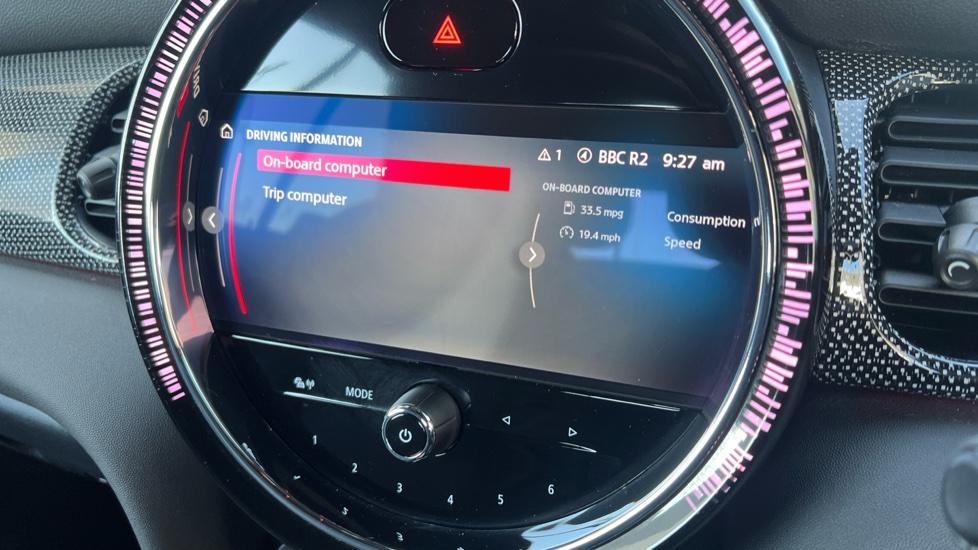 DRIVING INFORMATION
1 BBC R2 9:27 am
On-board computer
Trip computer
ON-BOARD COMPUTER
33.5 mpg Consumption
19.4 mph Speed
MODE
1 2 3 4 5 6